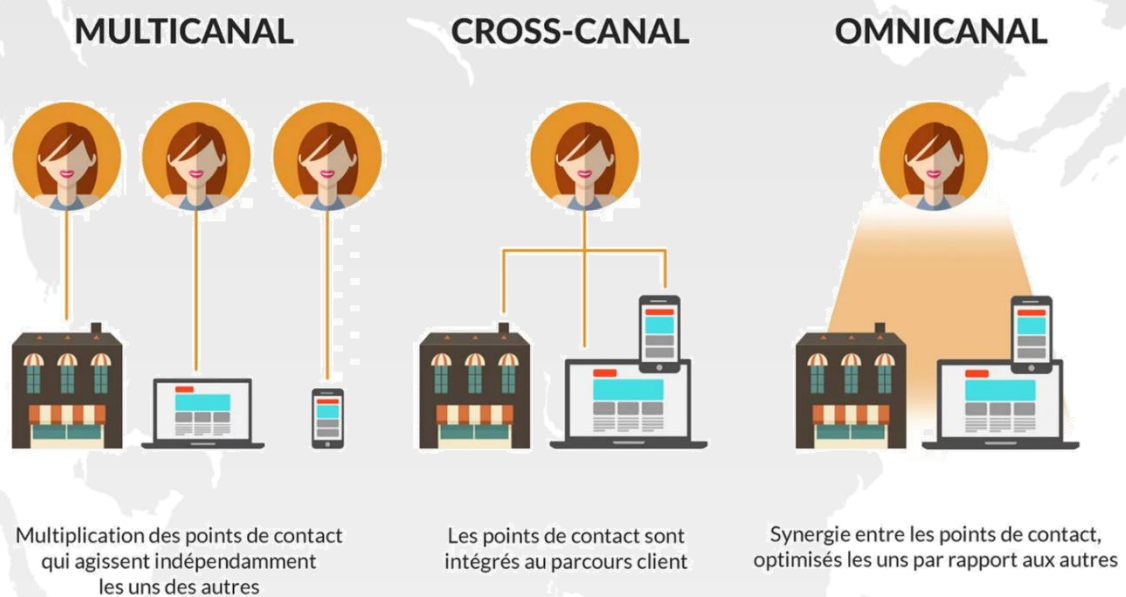 MULTICANAL
CROSS-CANAL
OMNICANAL
Multiplication des points de contact
qui agissent indépendamment
les uns des autres
Les points de contact sont
intégrés au parcours client
Synergie entre les points de contact,
optimisés les uns par rapport aux autres